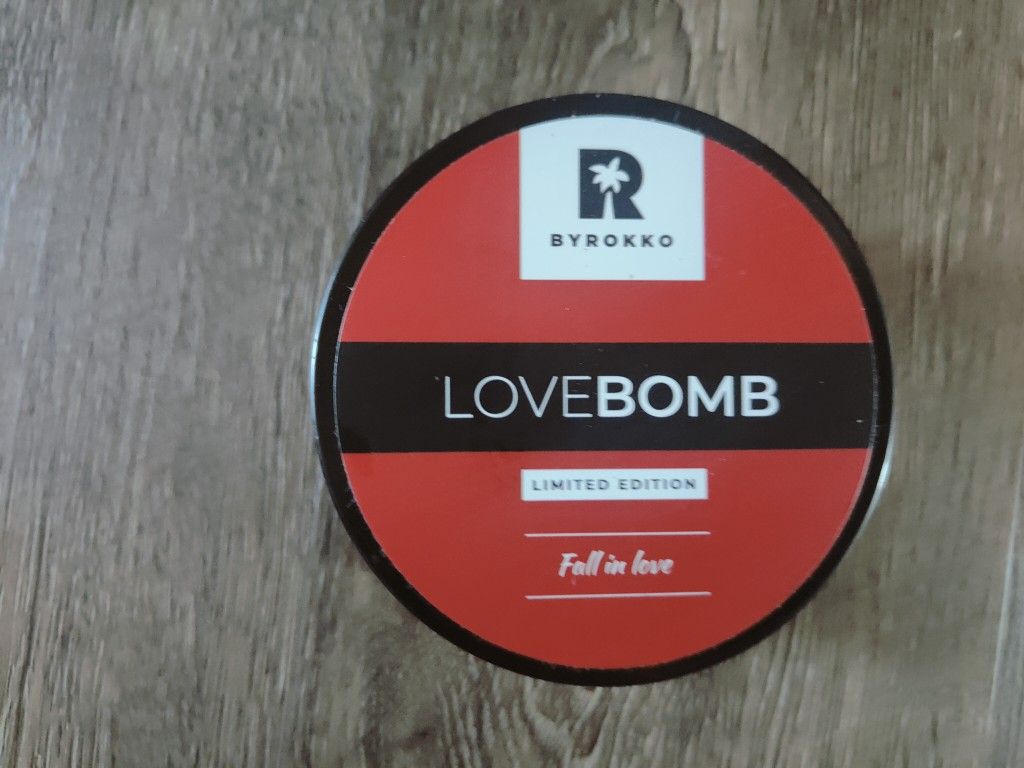 R
BYROKKO
LOVEBOMB
LIMITED EDITION
Fall in love